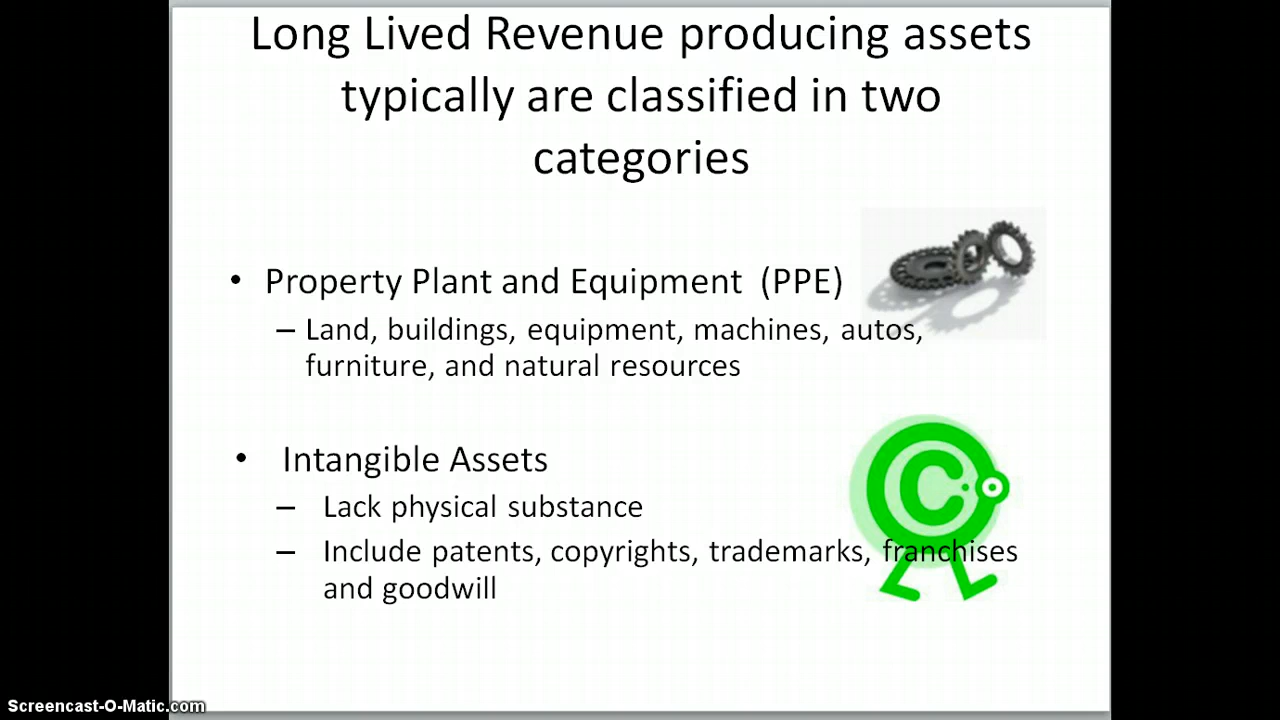 Long Lived Revenue producing assets
typically are classified in two
categories
• Property Plant and Equipment (PPE)
– Land, buildings, equipment, machines, autos,
furniture, and natural resources
• Intangible Assets
– Lack physical substance
– Include patents, copyrights, trademarks, franchises
and goodwill
C
Screencast-O-Matic.com